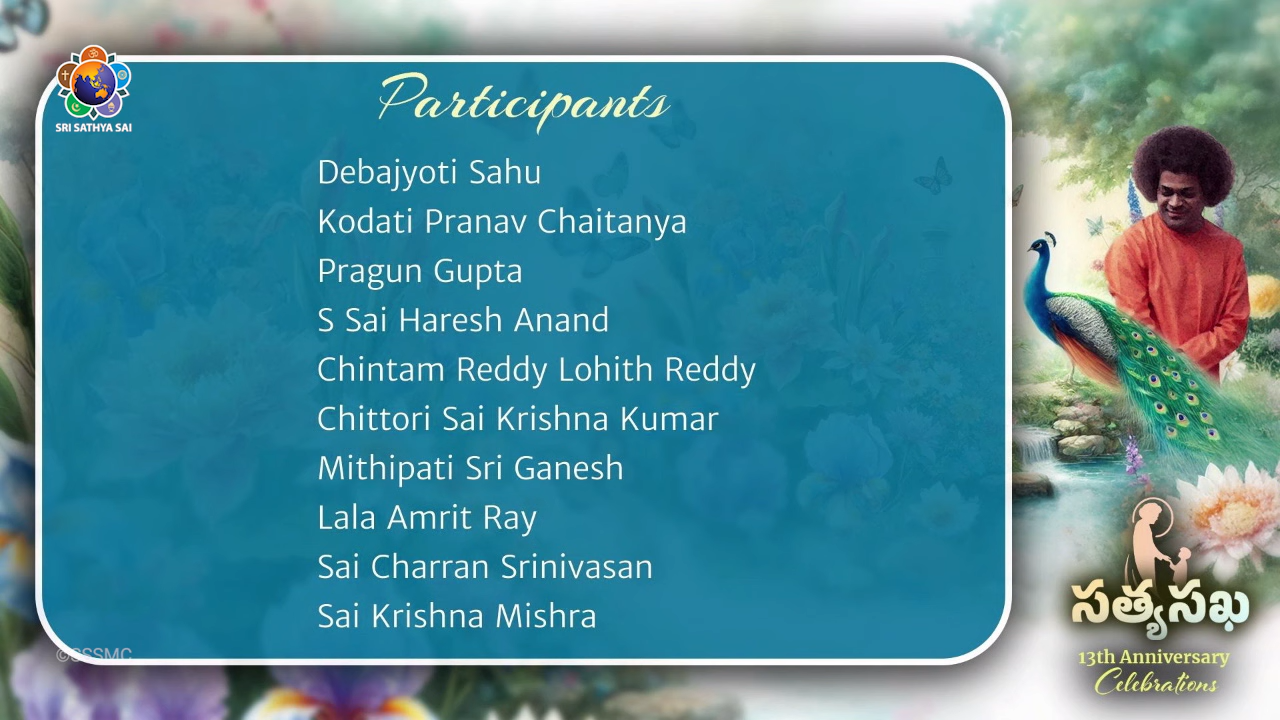 Participants
SRI SATHYA SAI
Debajyoti Sahu
Kodati Pranav Chaitanya
Pragun Gupta
S Sai Haresh Anand
Chintam Reddy Lohith Reddy
Chittori Sai Krishna Kumar
Mithipati Sri Ganesh
Lala Amrit Ray
Sai Charran Srinivasan
Sai Krishna Mishra
©SSSMC
సత్యసఖ
13th Anniversary
Celebrations